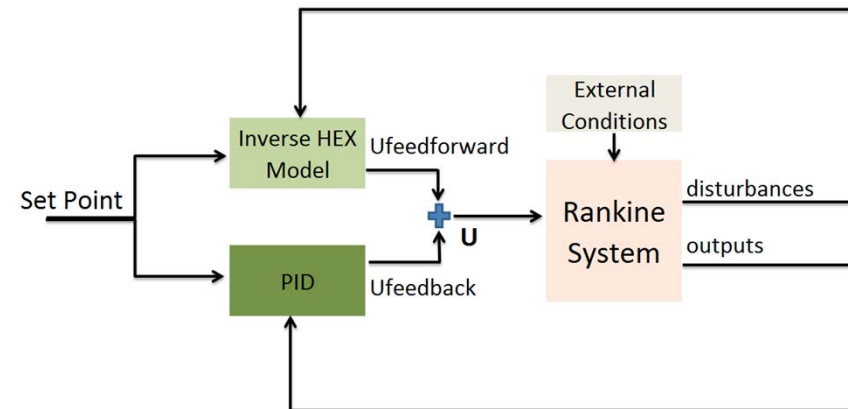 External
Conditions
Inverse HEX
Model
Ufeedforward
Set Point
U
Rankine
System
disturbances
outputs
PID
Ufeedback